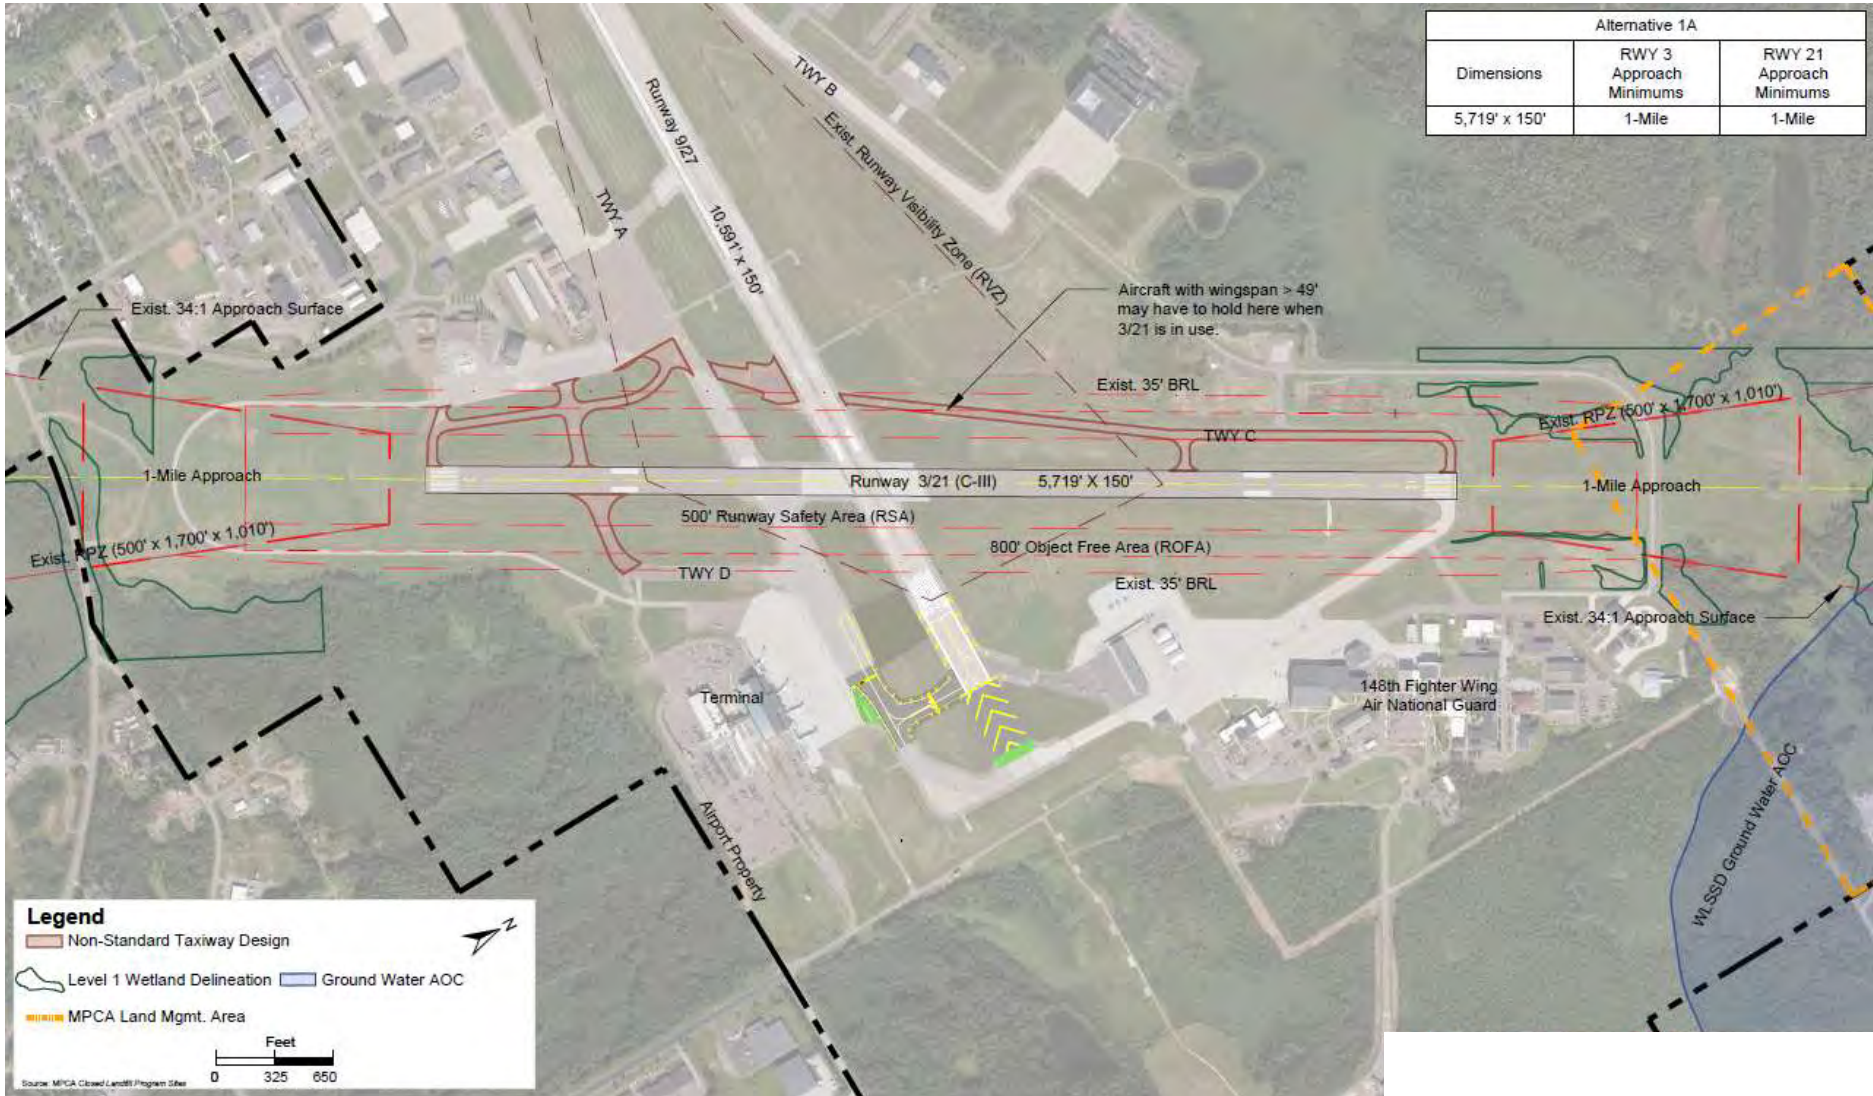 Alternative 1A
Dimensions
RWY 3
Approach
Minimums
RWY 21
Approach
Minimums
5,719' x 150'
1-Mile
1-Mile
TWY B
Runway 9/27
10,591' x 150'
Exist. Runway Visibility Zone (RVZ)
TWY A
Exist. 34:1 Approach Surface
Aircraft with wingspan > 49'
may have to hold here when
3/21 is in use.
Exist. 35' BRL
Exist. RPZ (500' x 1,700' x 1,010')
TWY C
1-Mile Approach
Runway 3/21 (C-III)
5,719' X 150'
1-Mile Approach
500' Runway Safety Area (RSA)
800' Object Free Area (ROFA)
Exist. RPZ (500' x 1,700' x 1,010')
TWY D
Exist. 35' BRL
Exist. 34:1 Approach Surface
Terminal
148th Fighter Wing
Air National Guard
Airport Property
WLSSD Ground Water AOC
Legend
Non-Standard Taxiway Design
N
Level 1 Wetland Delineation
Ground Water AOC
MPCA Land Mgmt. Area
Feet
0 325 650
Source: MPCA Closed Landfill Program Sites